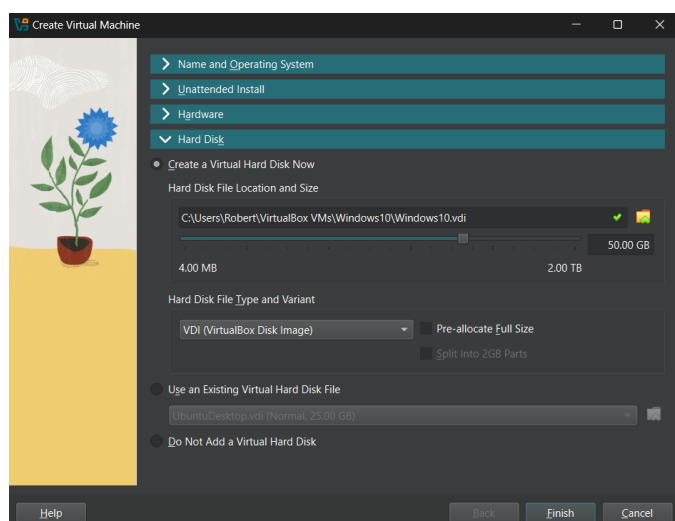 Create Virtual Machine
Name and Operating System
Unattended Install
Hardware
Hard Disk
Create a Virtual Hard Disk Now
Hard Disk File Location and Size
C:\Users\Robert\VirtualBox VMs\Windows10\Windows10.vdi
50.00 GB
4.00 MB 2.00 TB
Hard Disk File Type and Variant
VDI (VirtualBox Disk Image) Pre-allocate Full Size
Split Into 2GB Parts
Use an Existing Virtual Hard Disk File
UbuntuDesktop.vdi (Normal, 25.00 GB)
Do Not Add a Virtual Hard Disk
Help Back Finish Cancel